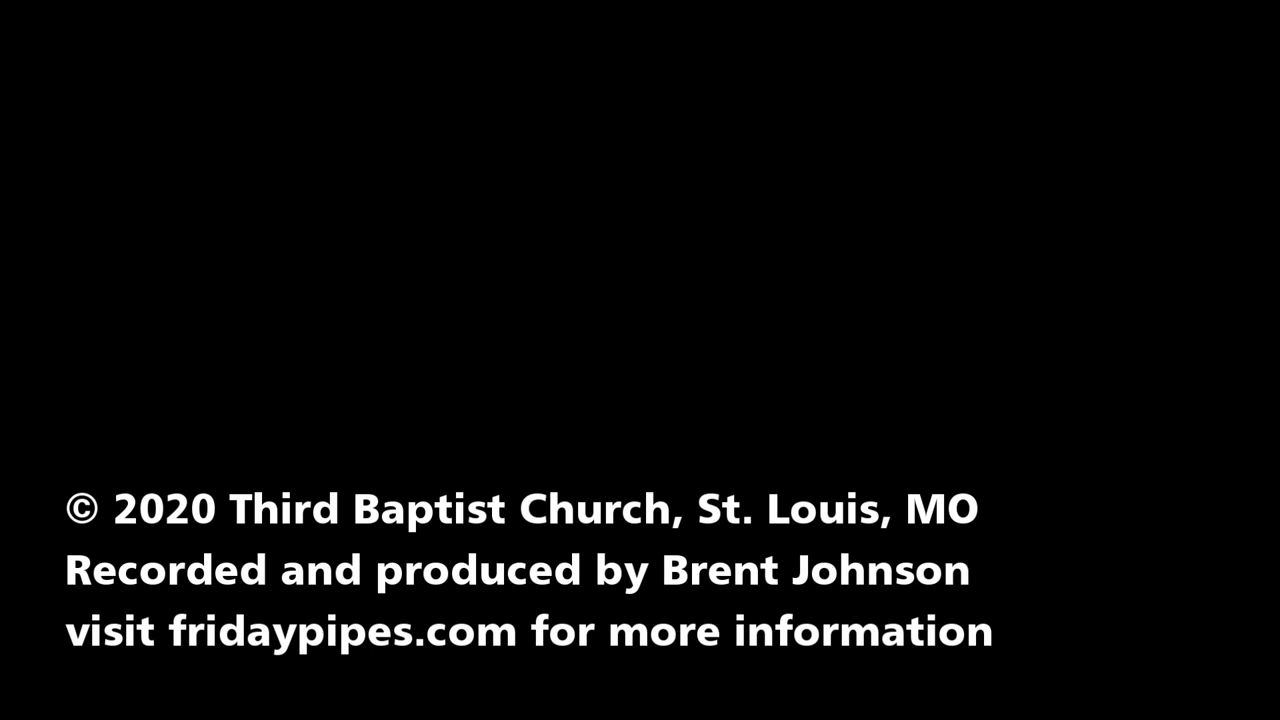 © 2020 Third Baptist Church, St. Louis, MO
Recorded and produced by Brent Johnson
visit fridaypipes.com for more information